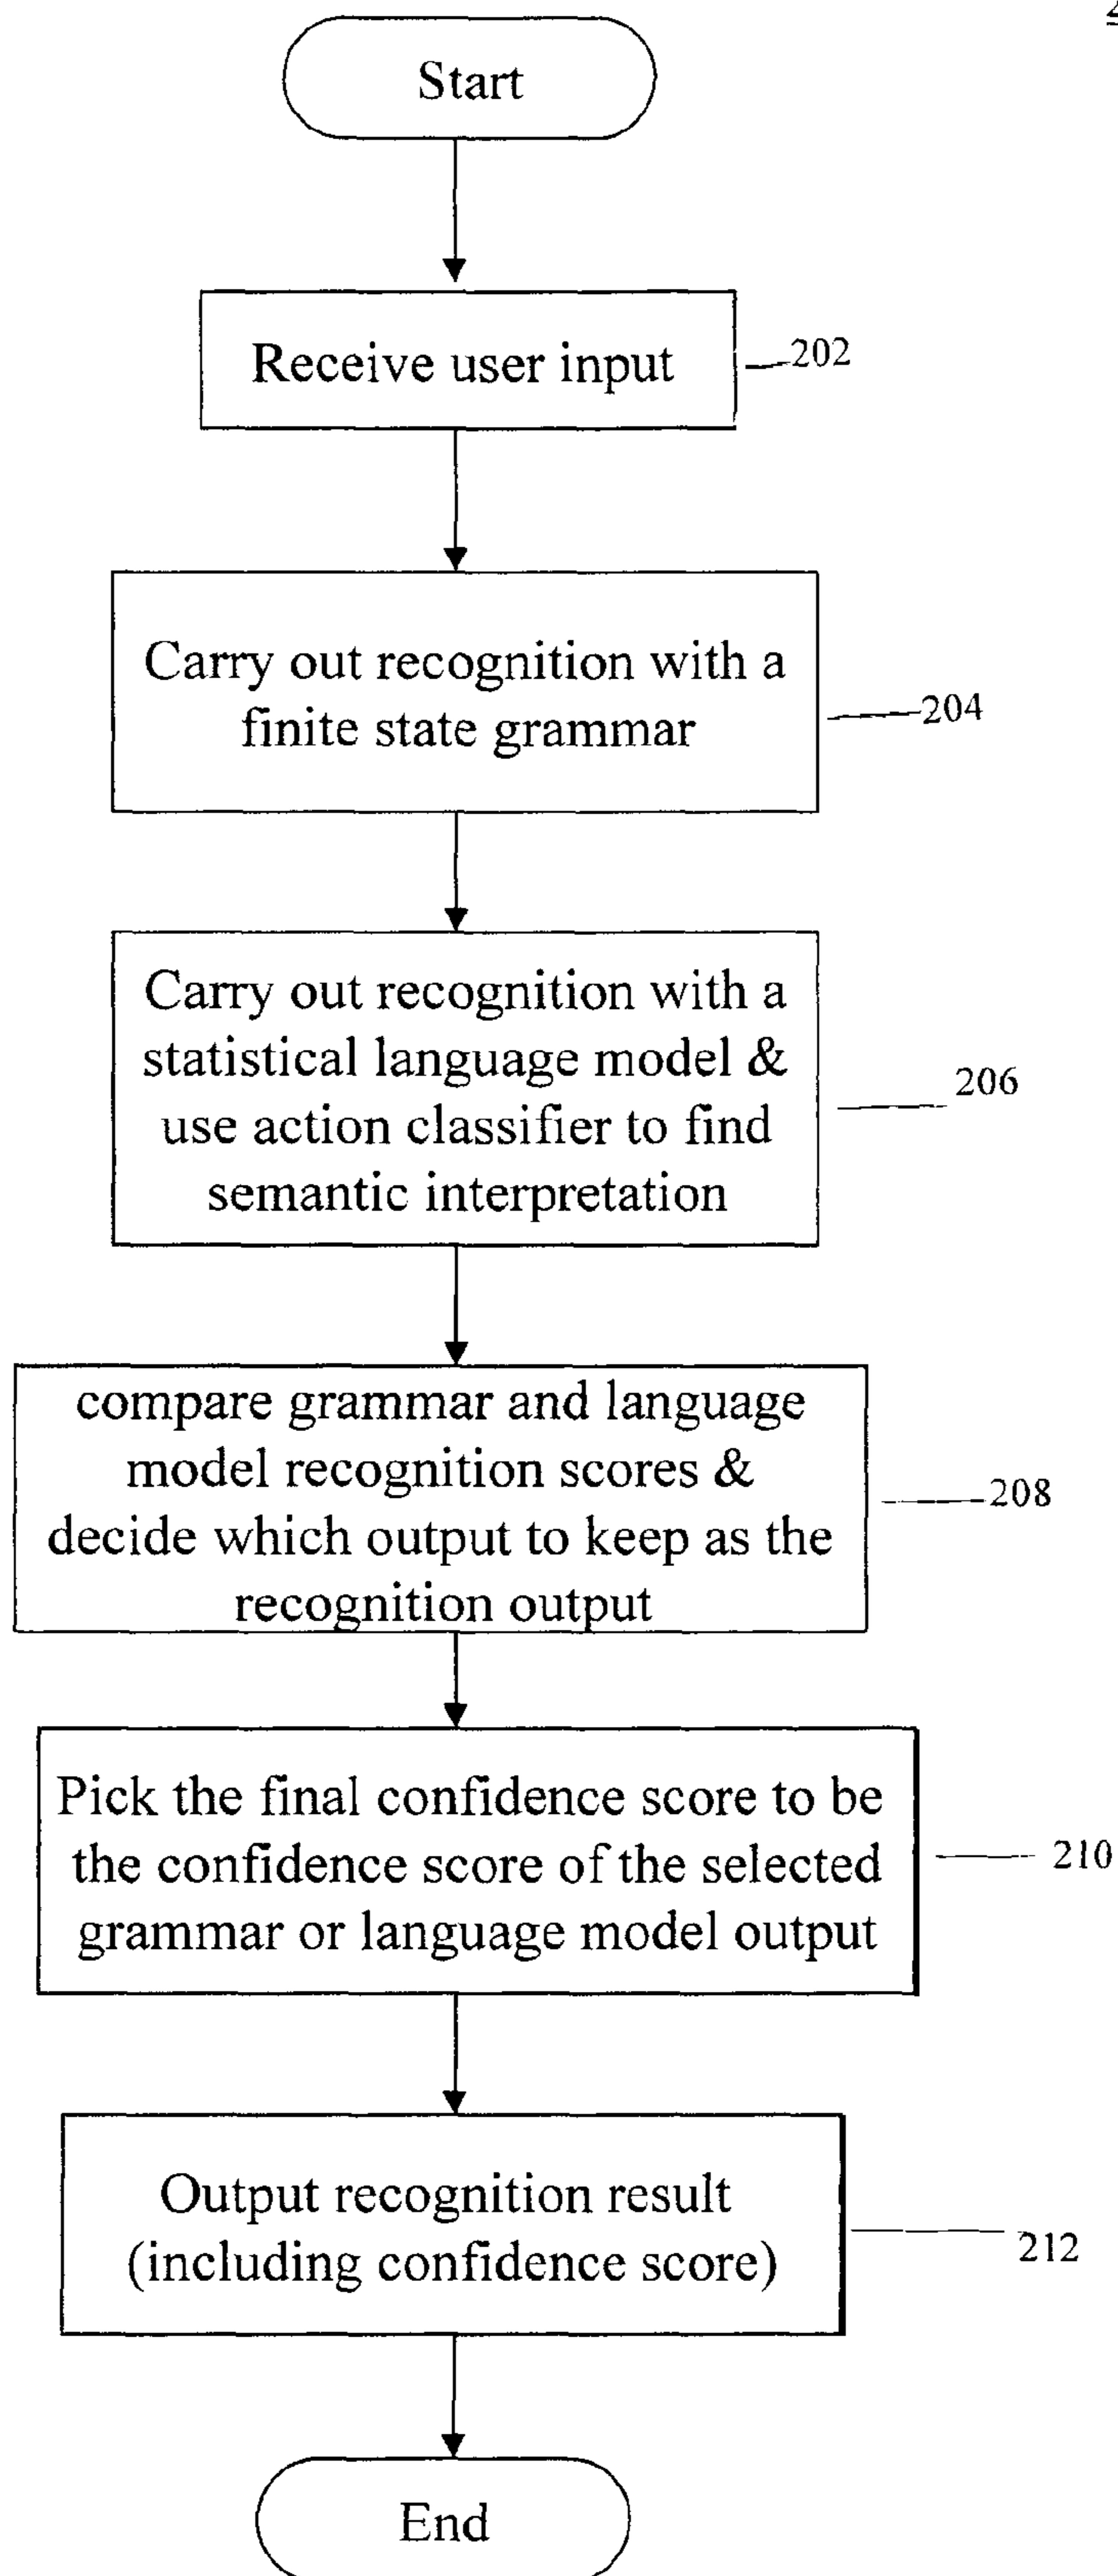 Start
Receive user input
202
Carry out recognition with a
finite state grammar
204
Carry out recognition with a
statistical language model &
use action classifier to find
semantic interpretation
206
compare grammar and language
model recognition scores &
decide which output to keep as the
recognition output
208
Pick the final confidence score to be
the confidence score of the selected
grammar or language model output
210
Output recognition result
(including confidence score)
212
End